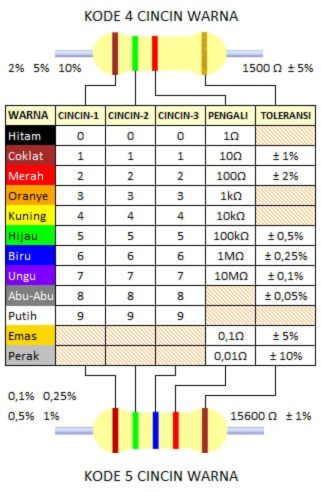 KODE 4 CINCIN WARNA
2% 5% 10%
1500 Ω ± 5%
WARNA CINCIN-1 CINCIN-2 CINCIN-3 PENGALI TOLERANSI
Hitam 0 0 0 1Ω
Coklat 1 1 1 10Ω ± 1%
Merah 2 2 2 100Ω ± 2%
Oranye 3 3 3 1kΩ
Kuning 4 4 4 10kΩ
Hijau 5 5 5 100kΩ ± 0,5%
Biru 6 6 6 1MΩ ± 0,25%
Ungu 7 7 7 10MΩ ± 0,1%
Abu-Abu 8 8 8 ± 0,05%
Putih 9 9 9
Emas 0,1Ω ± 5%
Perak 0,01Ω ± 10%
0,1% 0,25%
0,5% 1%
15600 Ω ± 1%
KODE 5 CINCIN WARNA